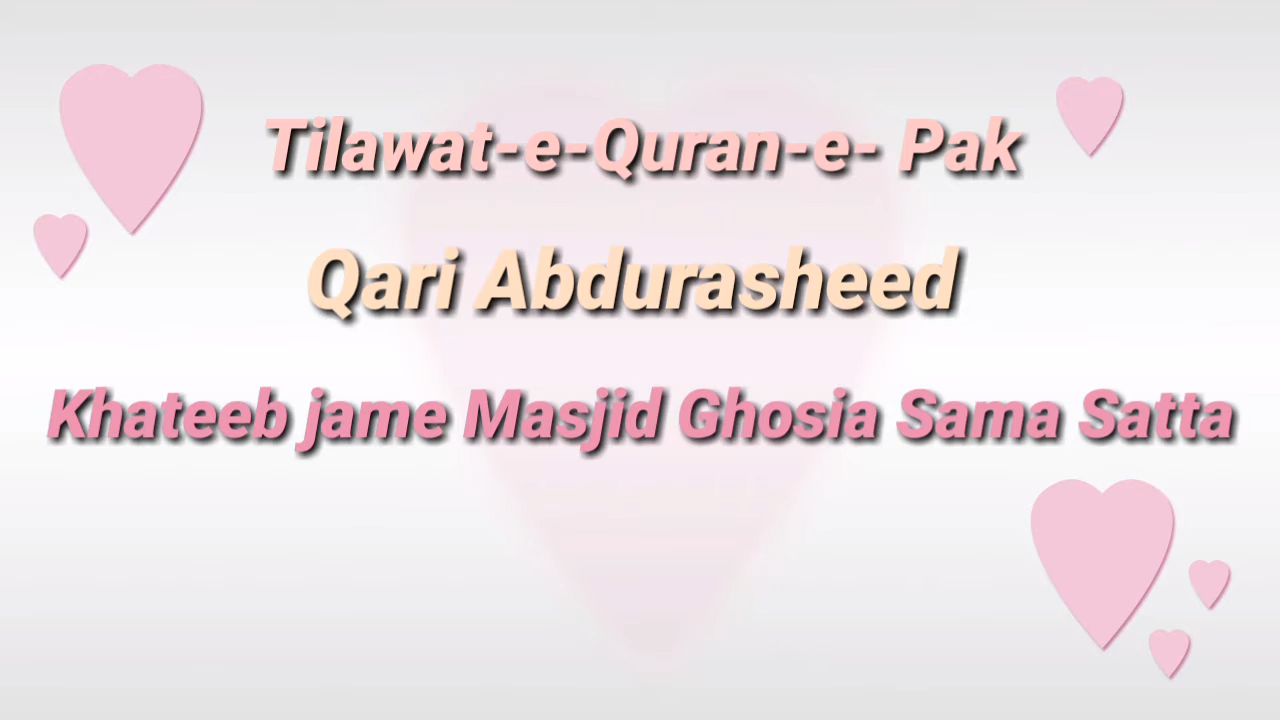 Tilawat-e-Quran-e- Pak
Qari Abdurasheed
Khateeb jame Masjid Ghosia Sama Satta